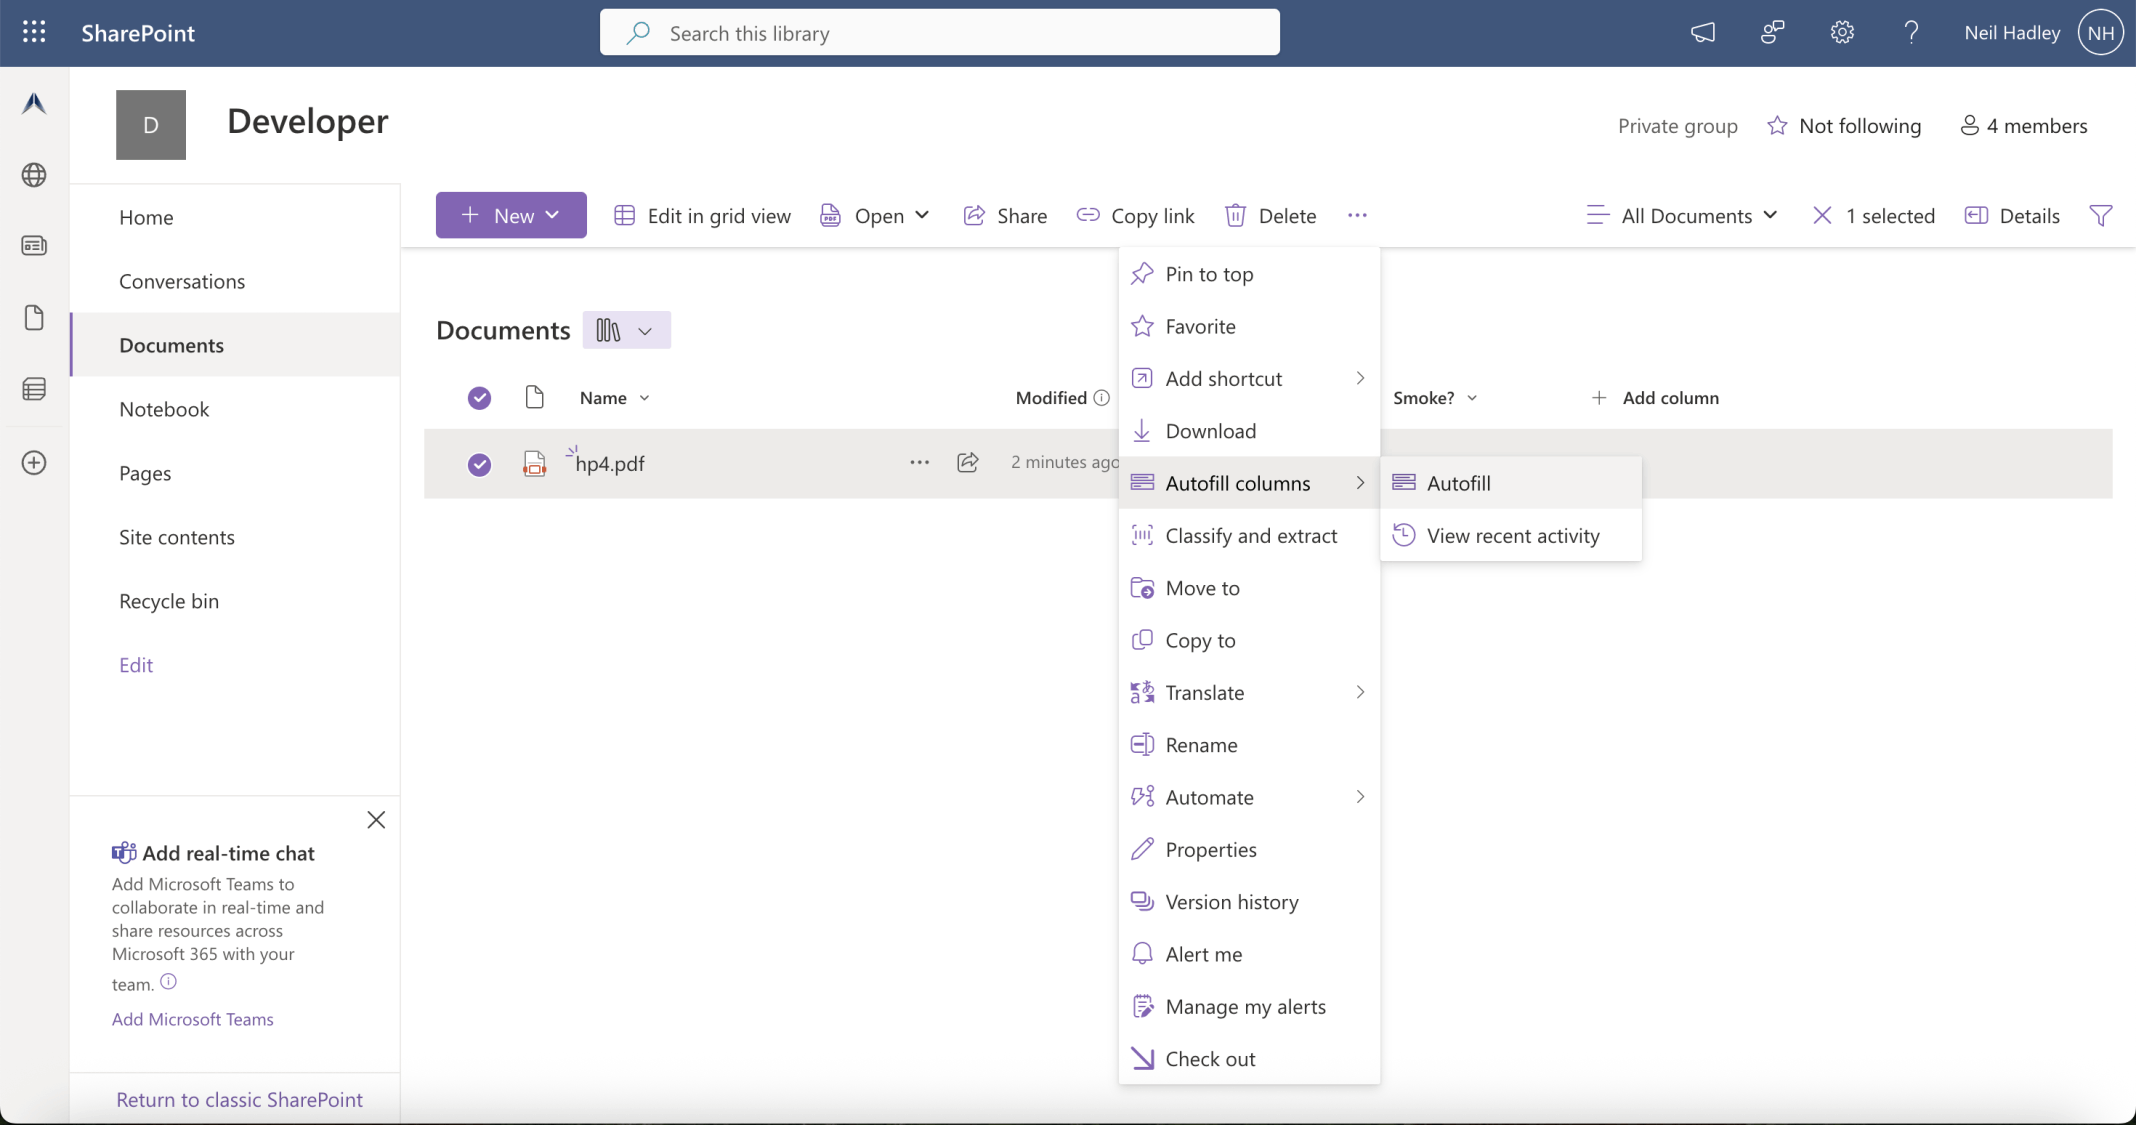 SharePoint
Search this library
Neil Hadley
NH
D
Developer
Private group
Not following
4 members
Home
Conversations
Documents
Notebook
Pages
Site contents
Recycle bin
Edit
New
Edit in grid view
Open
Share
Copy link
Delete
All Documents
1 selected
Details
Documents
Name
Modified
Smoke?
Add column
hp4.pdf
2 minutes ago
Pin to top
Favorite
Add shortcut
Download
Autofill columns
Classify and extract
Move to
Copy to
Translate
Rename
Automate
Properties
Version history
Alert me
Manage my alerts
Check out
Autofill
View recent activity
Add real-time chat
Add Microsoft Teams to
collaborate in real-time and
share resources across
Microsoft 365 with your
team.
Add Microsoft Teams
Return to classic SharePoint